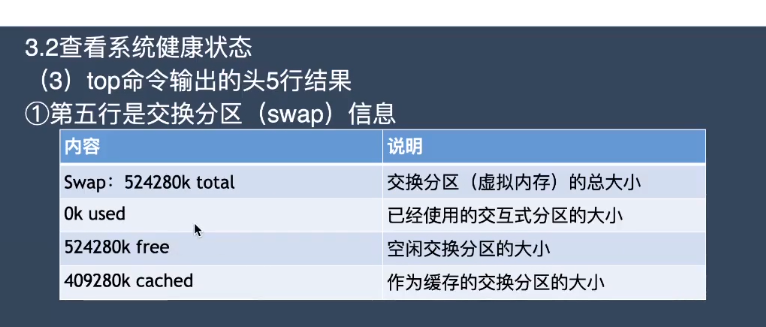 3.2查看系统健康状态
（3）top命令输出的头5行结果
①第五行是交换分区（swap）信息
内容 说明
Swap：524280k total 交换分区（虚拟内存）的总大小
0k used 已经使用的交互式分区的大小
524280k free 空闲交换分区的大小
409280k cached 作为缓存的交换分区的大小